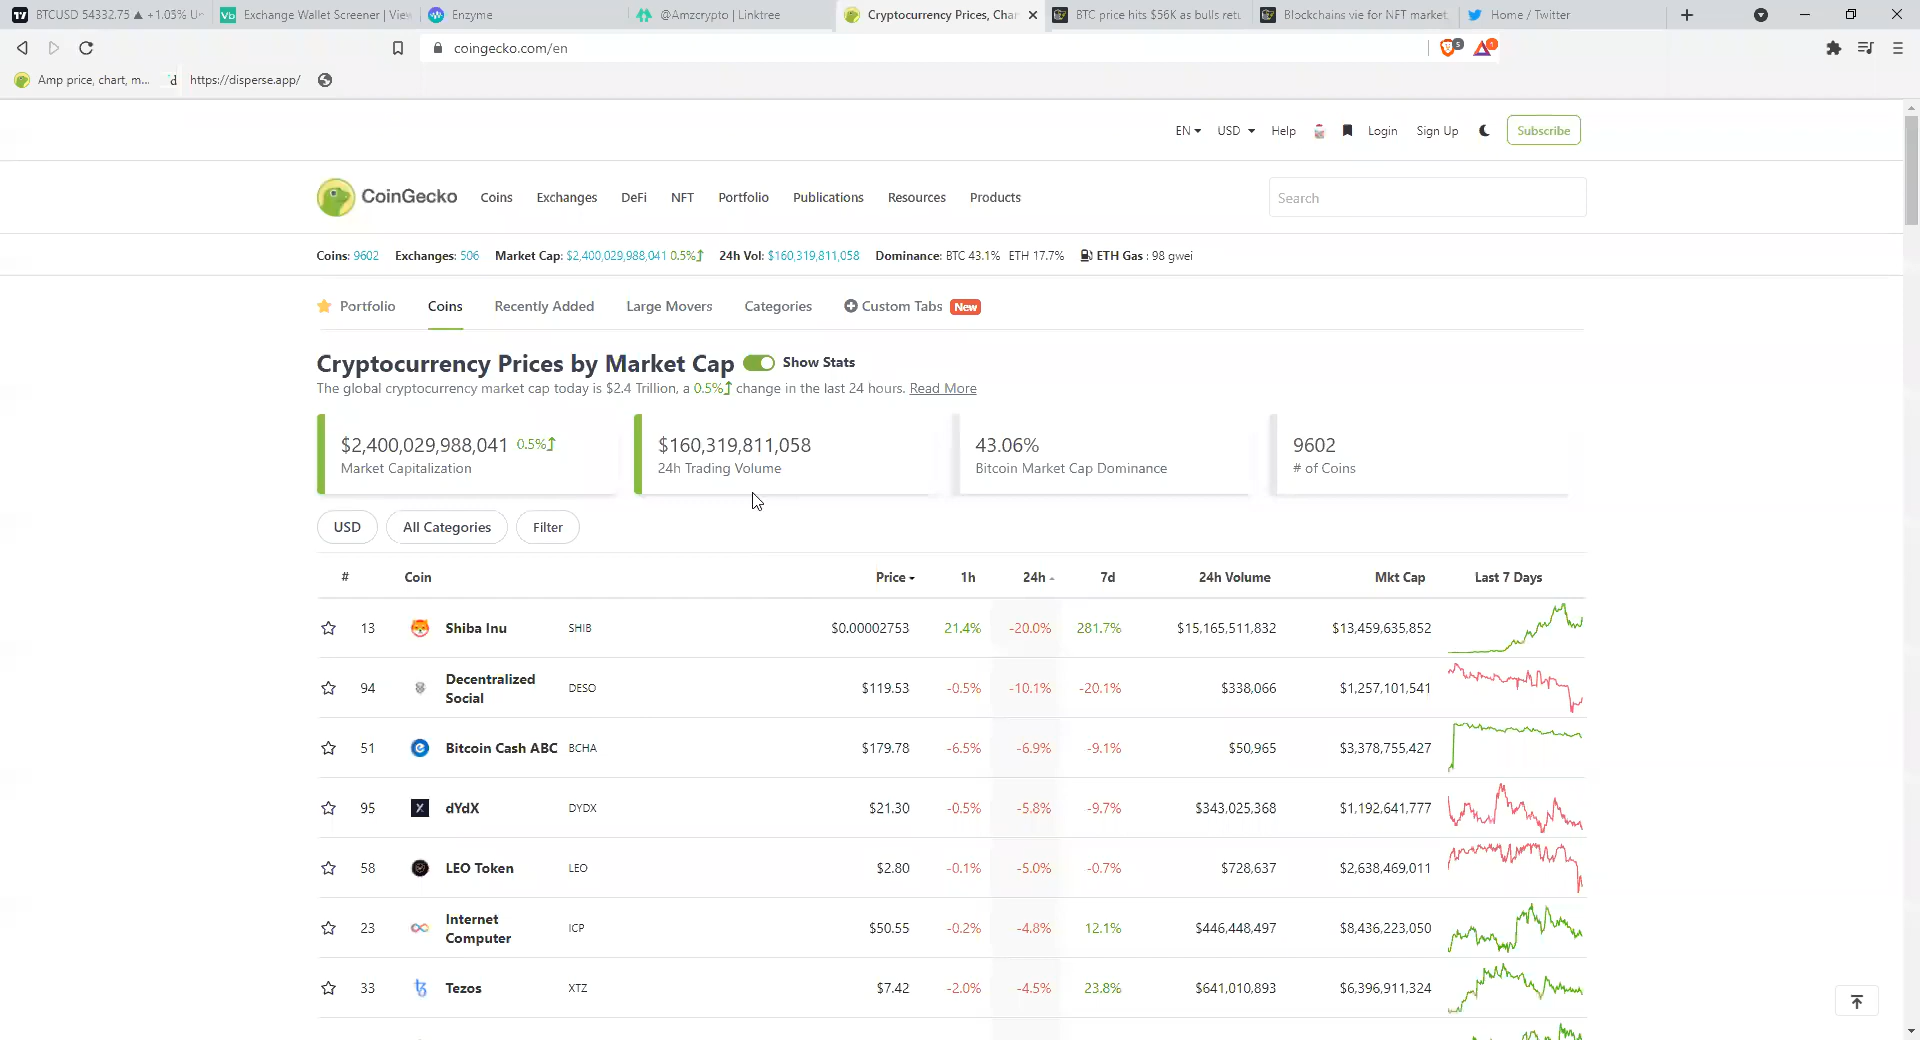 BTCUSD 54332.75 ▲ +1.05% Un
Exchange Wallet Screener | View
Enzyme
@Amzcrypto | Linktree
Cryptocurrency Prices, Char
BTC price hits $56K as bulls retu
Blockchains vie for NFT market
Home / Twitter
coingecko.com/en
5
1
Amp price, chart, m...
d https://disperse.app/
EN USD Help Login Sign Up Subscribe
CoinGecko Coins Exchanges DeFi NFT Portfolio Publications Resources Products Search
Coins: 9602 Exchanges: 506 Market Cap: $2,400,029,988,041 0.5% 24h Vol: $160,319,811,058 Dominance: BTC 43.1% ETH 17.7% ETH Gas : 98 gwei
Portfolio Coins Recently Added Large Movers Categories Custom Tabs New
Cryptocurrency Prices by Market Cap Show Stats
The global cryptocurrency market cap today is $2.4 Trillion, a 0.5% change in the last 24 hours. Read More
$2,400,029,988,041 0.5% $160,319,811,058 43.06% 9602
Market Capitalization 24h Trading Volume Bitcoin Market Cap Dominance # of Coins
USD All Categories Filter
# Coin Price 1h 24h 7d 24h Volume Mkt Cap Last 7 Days
13 Shiba Inu SHIB $0.00002753 21.4% -20.0% 281.7% $15,165,511,832 $13,459,635,852
94 Decentralized Social DESO $119.53 -0.5% -10.1% -20.1% $338,066 $1,257,101,541
51 Bitcoin Cash ABC BCHA $179.78 -6.5% -6.9% -9.1% $50,965 $3,378,755,427
95 dYdX DYDX $21.30 -0.5% -5.8% -9.7% $343,025,368 $1,192,641,777
58 LEO Token LEO $2.80 -0.1% -5.0% -0.7% $728,637 $2,638,469,011
23 Internet Computer ICP $50.55 -0.2% -4.8% 12.1% $446,448,497 $8,436,223,050
33 Tezos XTZ $7.42 -2.0% -4.5% 23.8% $641,010,893 $6,396,911,324